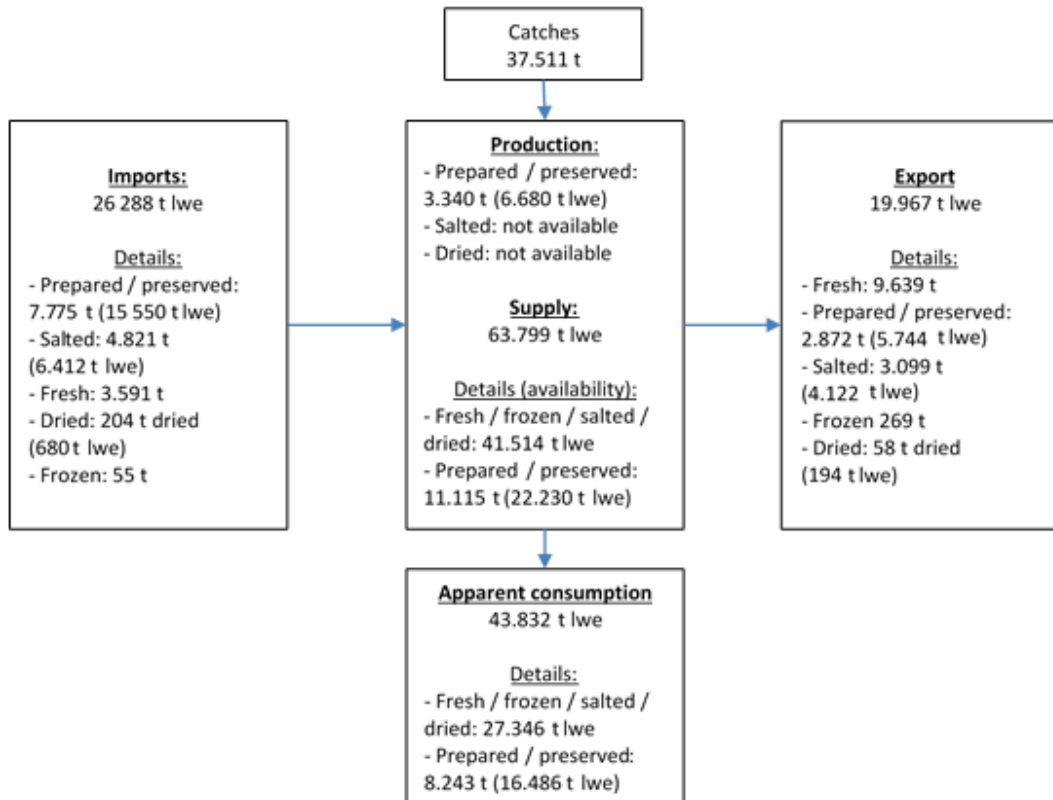 Catches
37.511 t
Imports:
26 288 t lwe
Details:
- Prepared / preserved:
7.775 t (15 550 t lwe)
- Salted: 4.821 t
(6.412 t lwe)
- Fresh: 3.591 t
- Dried: 204 t dried
(680 t lwe)
- Frozen: 55 t
Production:
- Prepared / preserved:
3.340 t (6.680 t lwe)
- Salted: not available
- Dried: not available
Supply:
63.799 t lwe
Details (availability):
- Fresh / frozen / salted /
dried: 41.514 t lwe
- Prepared / preserved:
11.115 t (22.230 t lwe)
Export
19.967 t lwe
Details:
- Fresh: 9.639 t
- Prepared / preserved:
2.872 t (5.744 t lwe)
- Salted: 3.099 t
(4.122 t lwe)
- Frozen 269 t
- Dried: 58 t dried
(194 t lwe)
Apparent consumption
43.832 t lwe
Details:
- Fresh / frozen / salted /
dried: 27.346 t lwe
- Prepared / preserved:
8.243 t (16.486 t lwe)